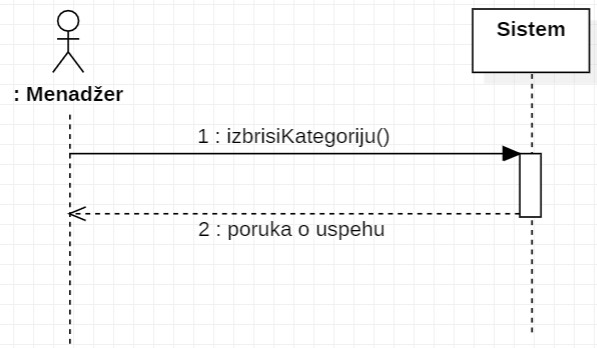 Sistem
: Menadžer
1 : izbrisiKategoriju()
2 : poruka o uspehu